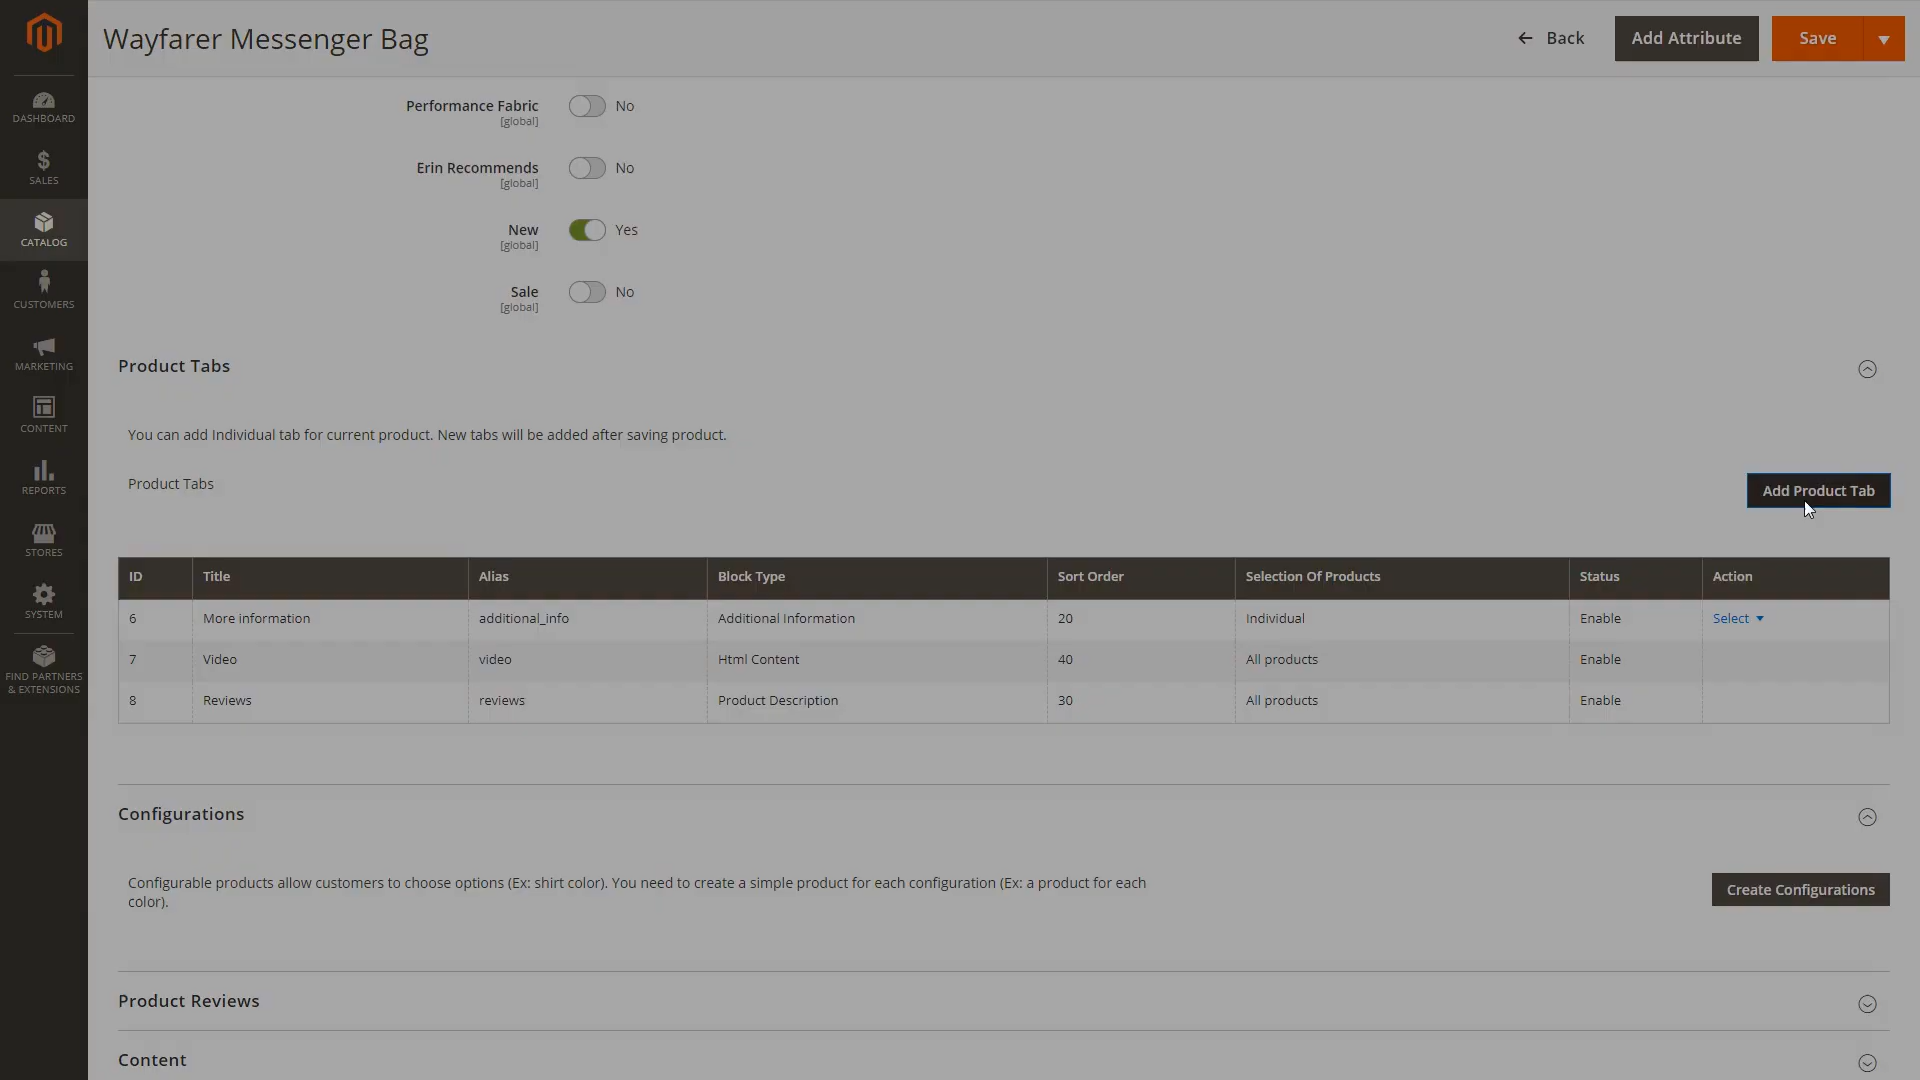 Wayfarer Messenger Bag
Back
Add Attribute
Save
DASHBOARD
SALES
CATALOG
CUSTOMERS
MARKETING
CONTENT
REPORTS
STORES
SYSTEM
FIND PARTNERS
& EXTENSIONS
Performance Fabric
[global]
No
Erin Recommends
[global]
No
New
[global]
Yes
Sale
[global]
No
Product Tabs
You can add Individual tab for current product. New tabs will be added after saving product.
Product Tabs
Add Product Tab
ID Title Alias Block Type Sort Order Selection Of Products Status Action
6 More information additional_info Additional Information 20 Individual Enable Select
7 Video video Html Content 40 All products Enable
8 Reviews reviews Product Description 30 All products Enable
Configurations
Configurable products allow customers to choose options (Ex: shirt color). You need to create a simple product for each configuration (Ex: a product for each
color).
Create Configurations
Product Reviews
Content